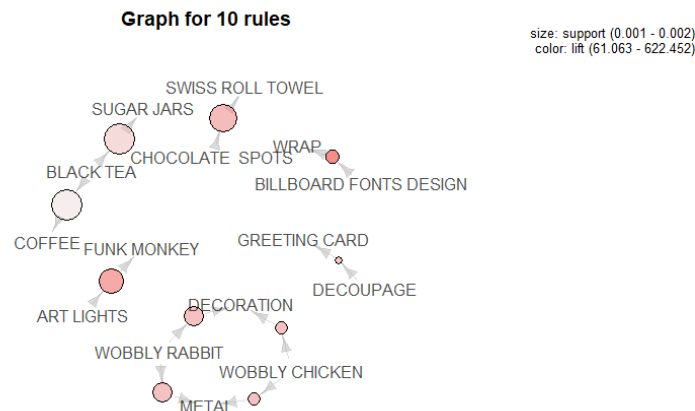 Graph for 10 rules
size: support (0.001 - 0.002)
color: lift (61.063 - 622.452)
SWISS ROLL TOWEL
SUGAR JARS
WRAP
CHOCOLATE  SPOTS
BLACK TEA
BILLBOARD FONTS DESIGN
COFFEE
GREETING CARD
FUNK MONKEY
DECOUPAGE
DECORATION
ART LIGHTS
WOBBLY RABBIT
WOBBLY CHICKEN
METAL